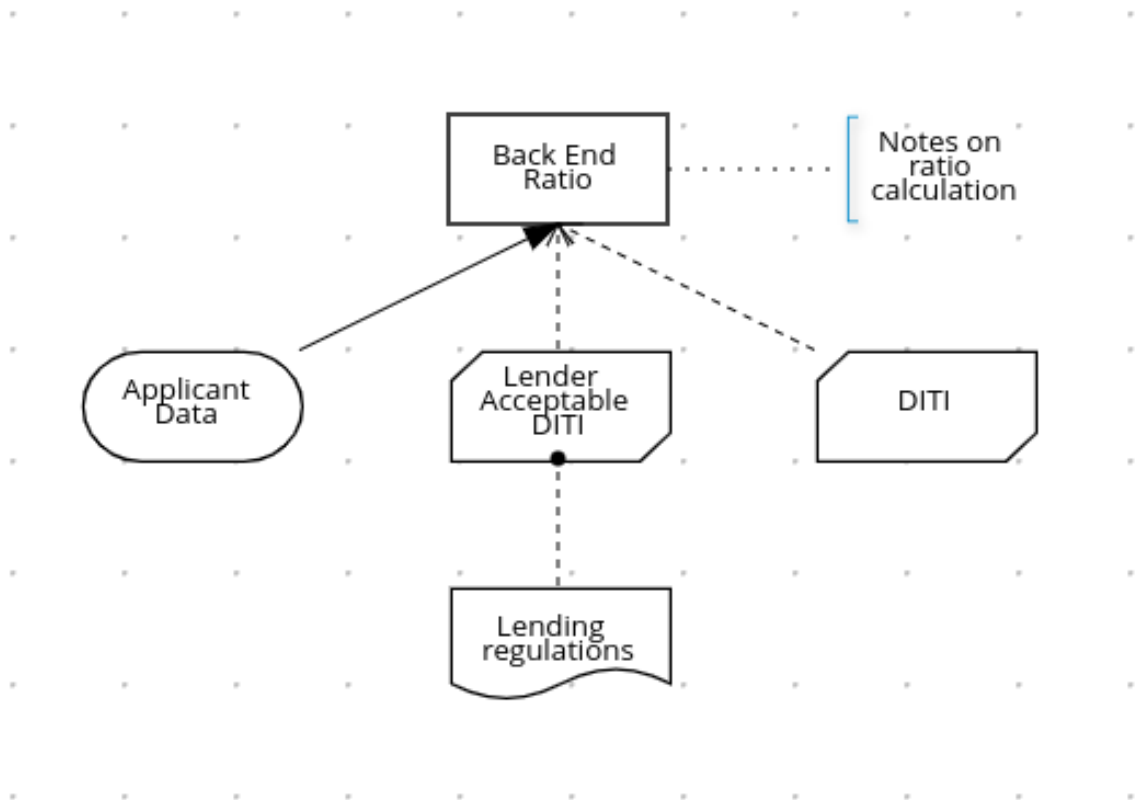 Back End
Ratio
Notes on
ratio
calculation
Applicant
Data
Lender
Acceptable
DITI
DITI
Lending
regulations